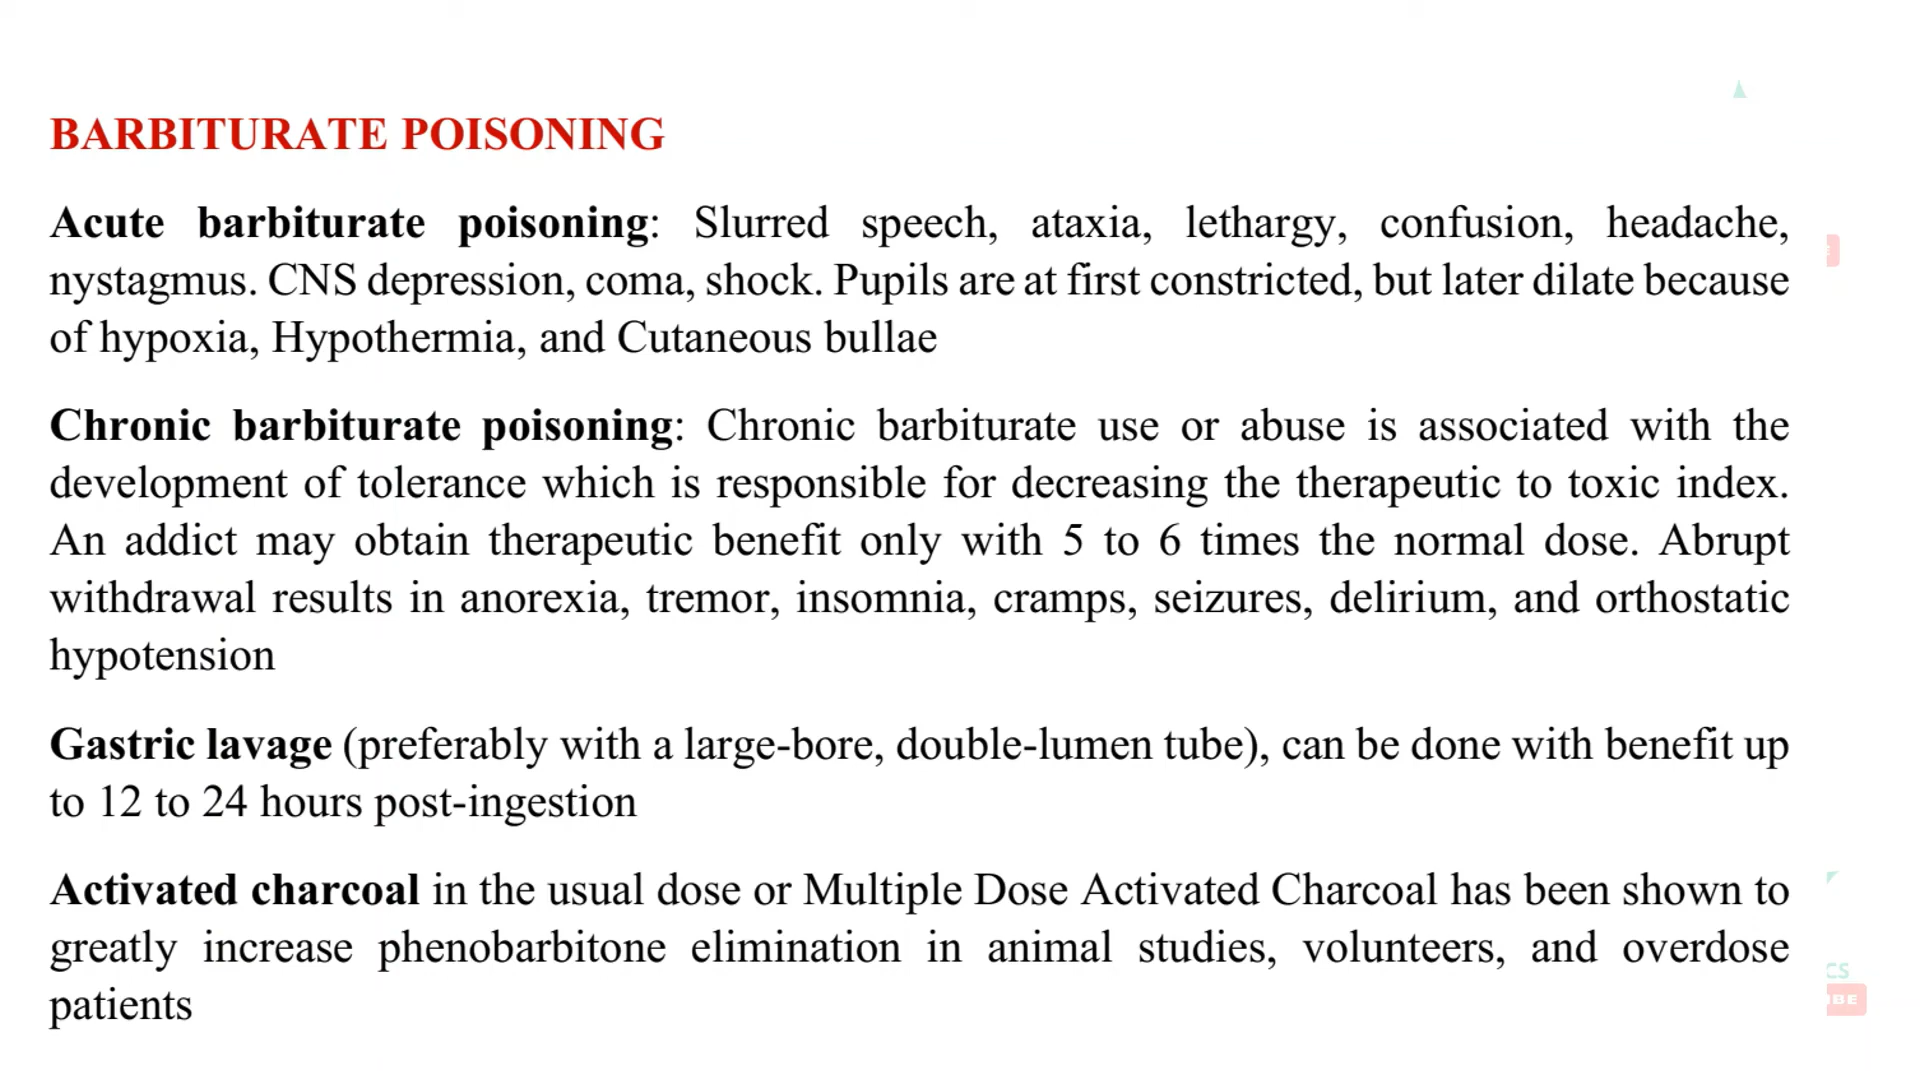 BARBITURATE POISONING
Acute barbiturate poisoning: Slurred speech, ataxia, lethargy, confusion, headache,
nystagmus. CNS depression, coma, shock. Pupils are at first constricted, but later dilate because
of hypoxia, Hypothermia, and Cutaneous bullae
Chronic barbiturate poisoning: Chronic barbiturate use or abuse is associated with the
development of tolerance which is responsible for decreasing the therapeutic to toxic index.
An addict may obtain therapeutic benefit only with 5 to 6 times the normal dose. Abrupt
withdrawal results in anorexia, tremor, insomnia, cramps, seizures, delirium, and orthostatic
hypotension
Gastric lavage (preferably with a large-bore, double-lumen tube), can be done with benefit up
to 12 to 24 hours post-ingestion
Activated charcoal in the usual dose or Multiple Dose Activated Charcoal has been shown to
greatly increase phenobarbitone elimination in animal studies, volunteers, and overdose
patients
CS
IBE